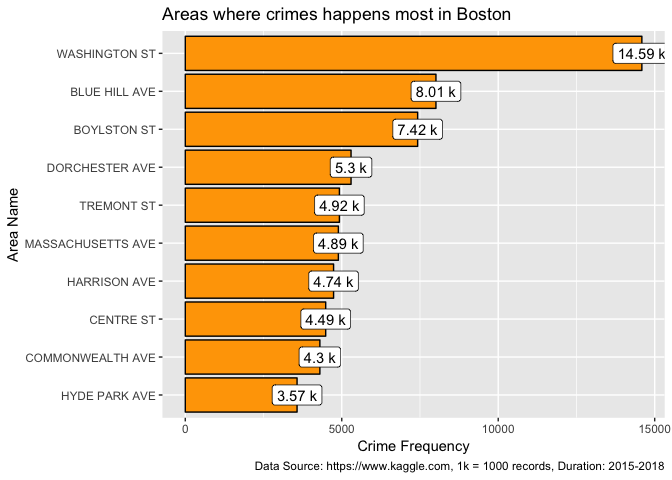 Areas where crimes happens most in Boston
WASHINGTON ST
14.59 k
BLUE HILL AVE
8.01 k
BOYLSTON ST
7.42 k
DORCHESTER AVE
5.3 k
TREMONT ST
4.92 k
MASSACHUSETTS AVE
4.89 k
HARRISON AVE
4.74 k
CENTRE ST
4.49 k
COMMONWEALTH AVE
4.3 k
HYDE PARK AVE
3.57 k
Area Name
0 5000 10000 15000
Crime Frequency
Data Source: https://www.kaggle.com, 1k = 1000 records, Duration: 2015-2018